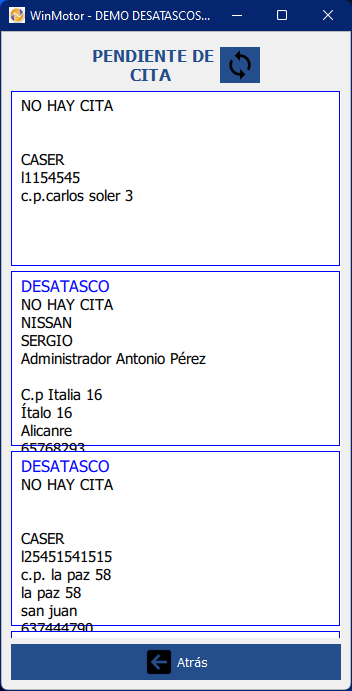 WinMotor - DEMO DESATASCOS...
PENDIENTE DE
CITA
NO HAY CITA
CASER
l1154545
c.p.carlos soler 3
DESATASCO
NO HAY CITA
NISSAN
SERGIO
Administrador Antonio Pérez
C.p Italia 16
Ítalo 16
Alicanre
65768293
DESATASCO
NO HAY CITA
CASER
l25451541515
c.p. la paz 58
la paz 58
san juan
637444790
Atrás